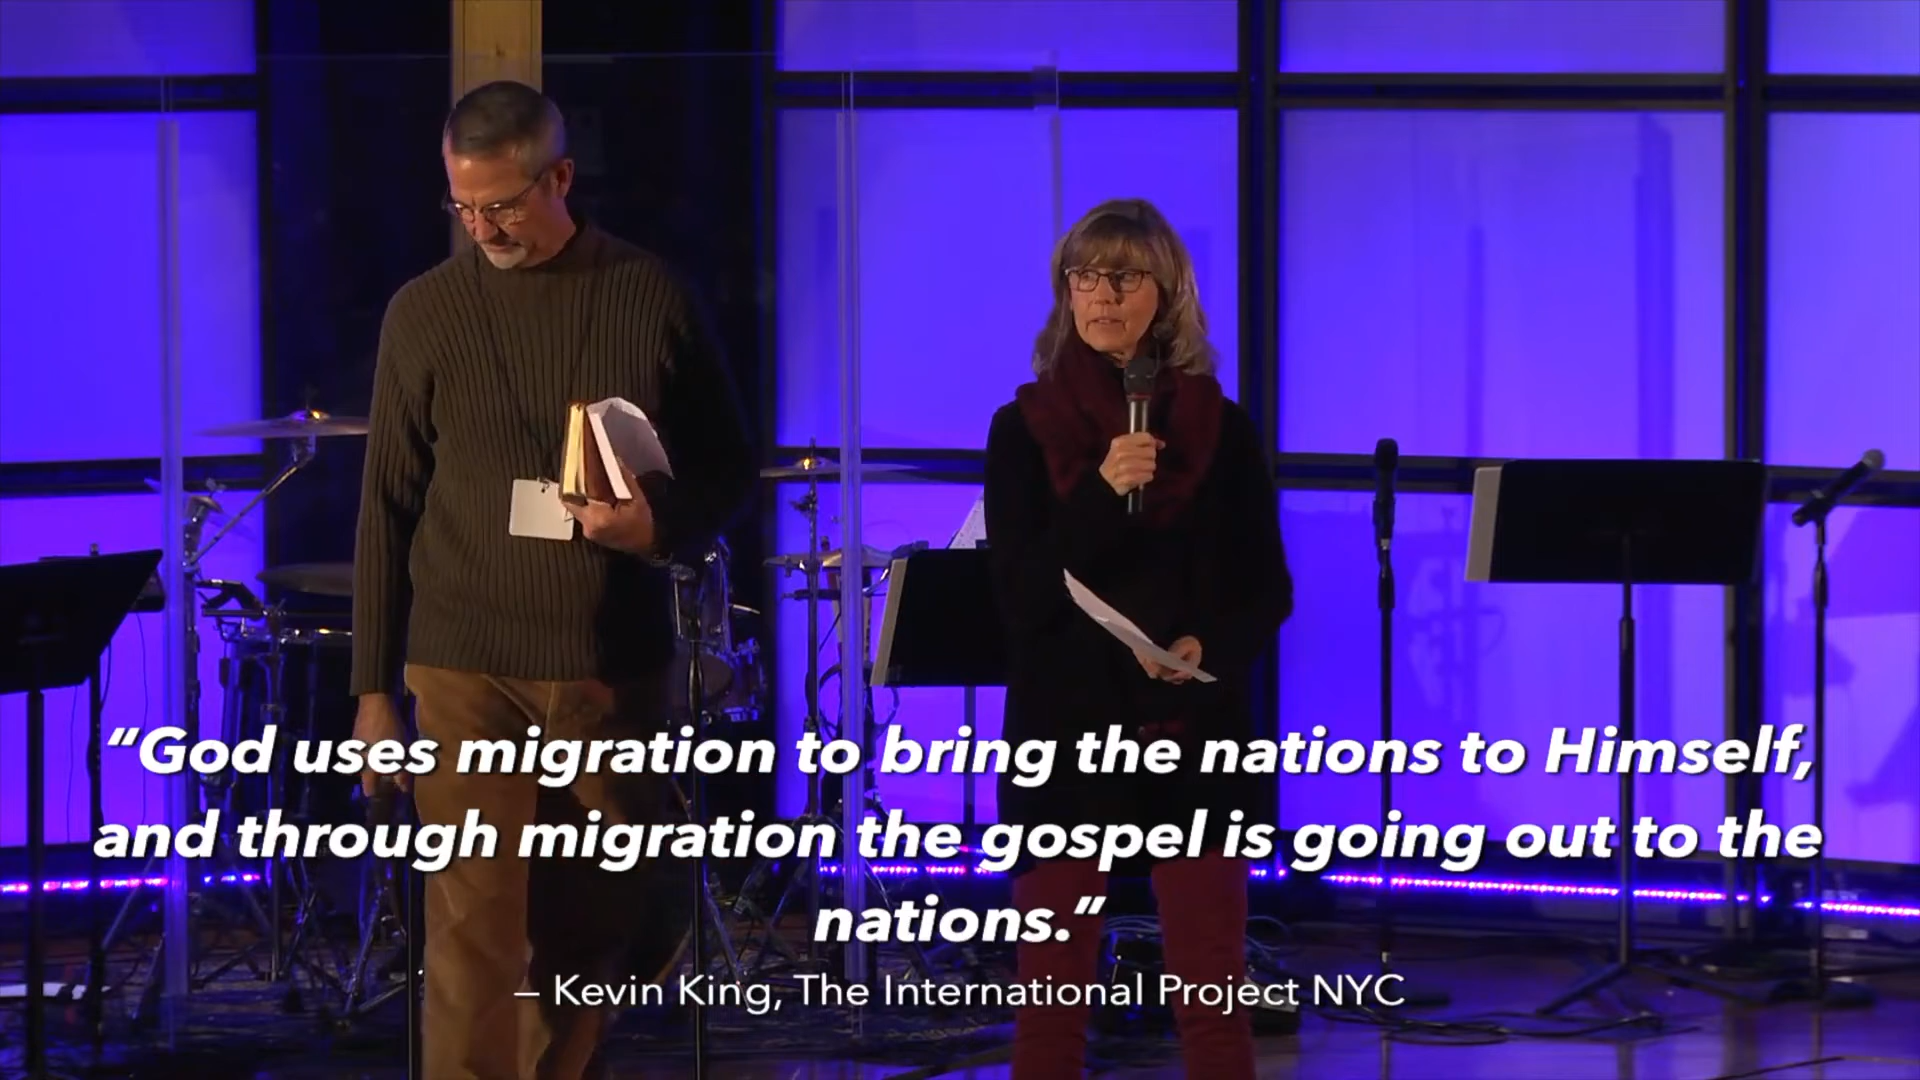 “God uses migration to bring the nations to Himself,
and through migration the gospel is going out to the
nations.”
– Kevin King, The International Project NYC